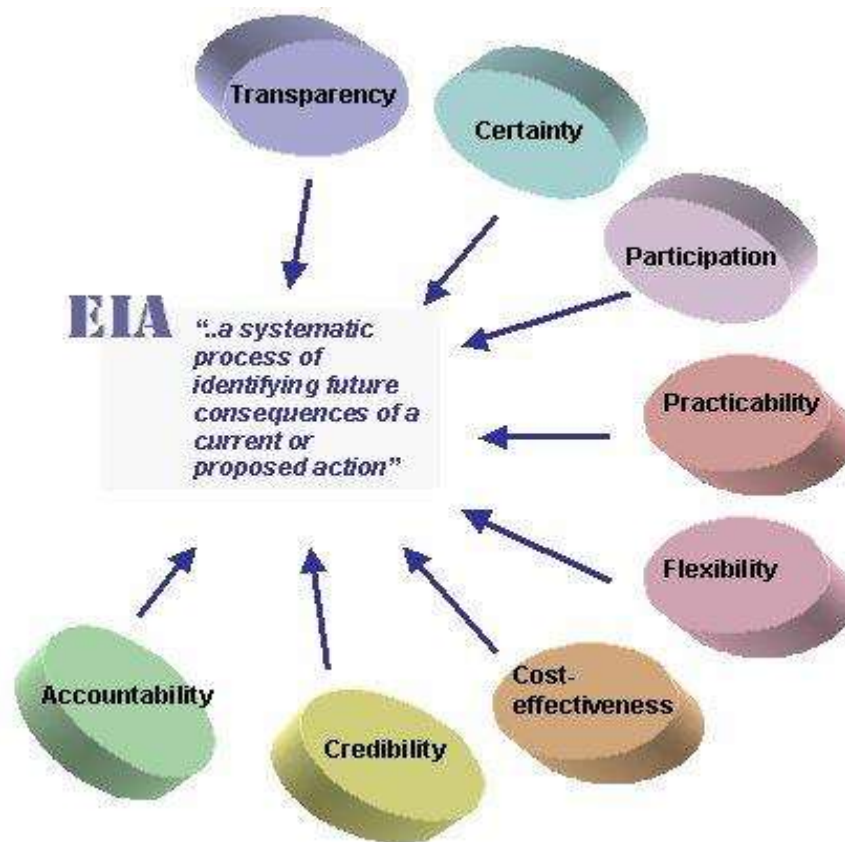 Transparency
Certainty
Participation
EIA
“..a systematic
process of
identifying future
consequences of a
current or
proposed action”
Practicability
Flexibility
Cost-
effectiveness
Credibility
Accountability